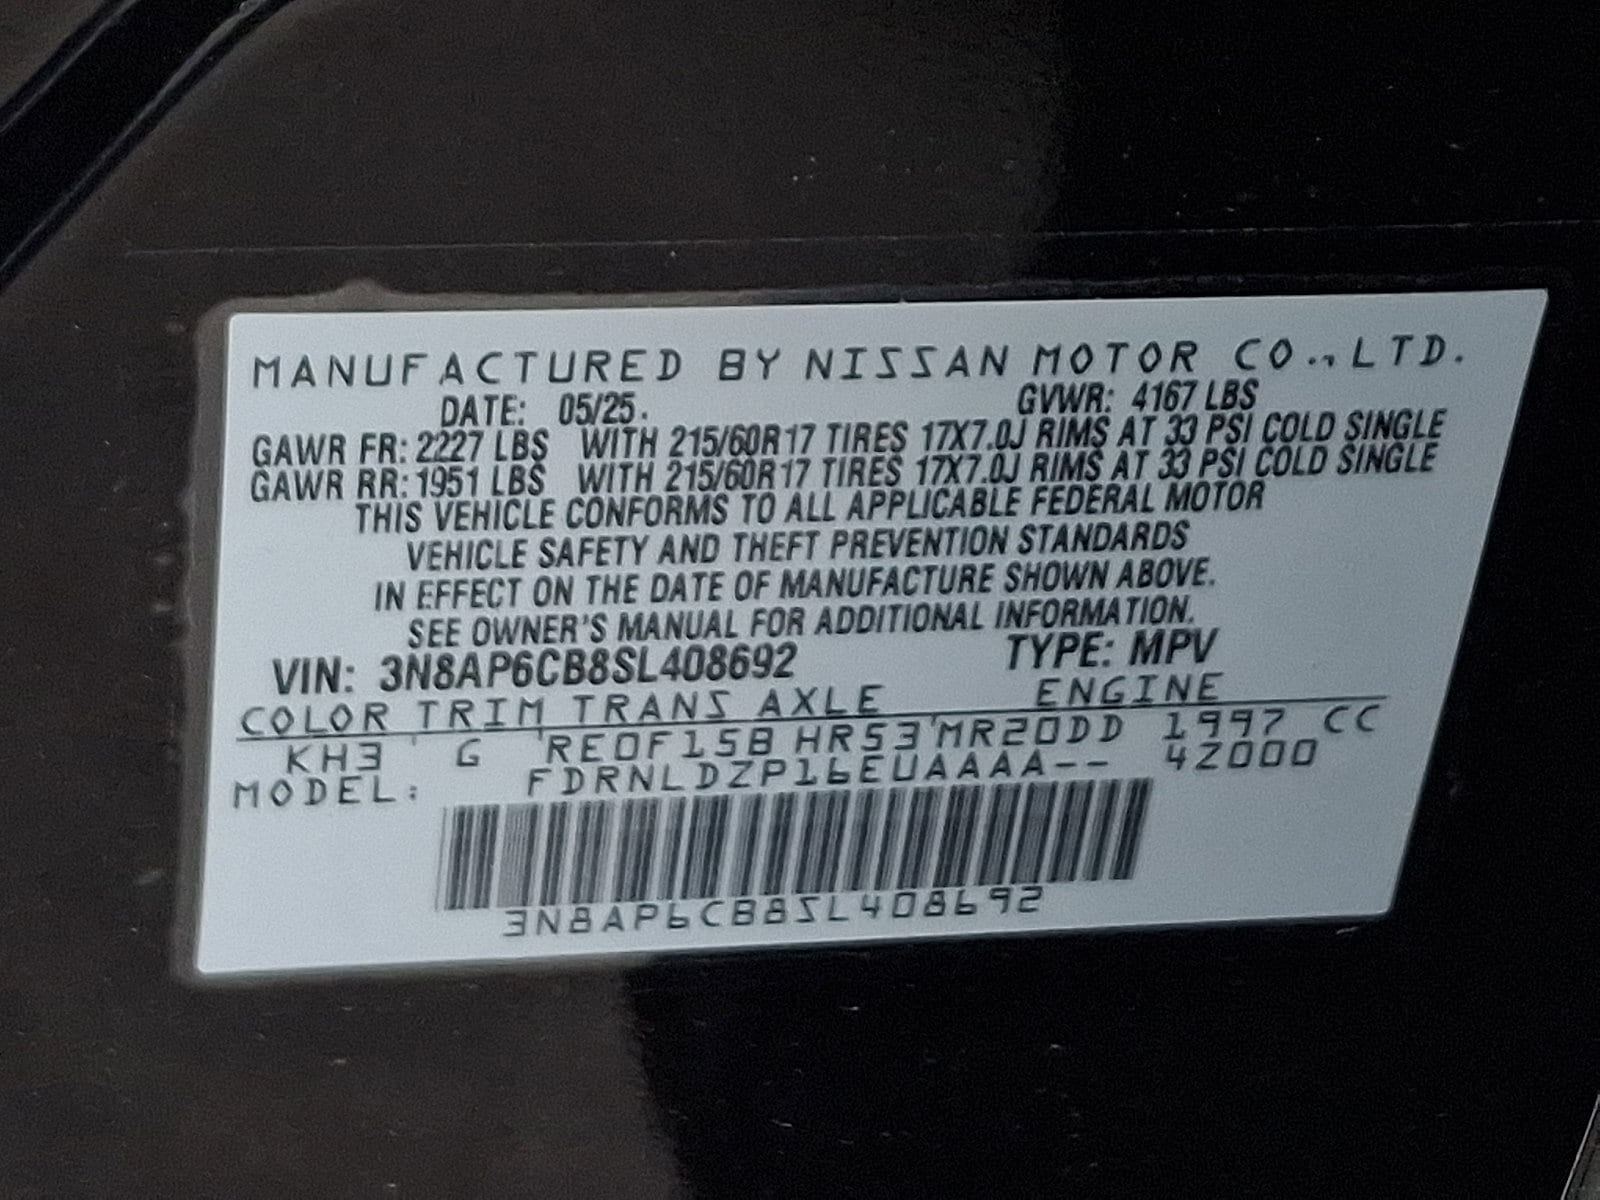 MANUFACTURED BY NISSAN MOTOR CO.,LTD.
DATE: 05/25. GVWR: 4167 LBS
GAWR FR: 2227 LBS WITH 215/60R17 TIRES 17X7.0J RIMS AT 33 PSI COLD SINGLE
GAWR RR: 1951 LBS WITH 215/60R17 TIRES 17X7.0J RIMS AT 33 PSI COLD SINGLE
THIS VEHICLE CONFORMS TO ALL APPLICABLE FEDERAL MOTOR
VEHICLE SAFETY AND THEFT PREVENTION STANDARDS
IN EFFECT ON THE DATE OF MANUFACTURE SHOWN ABOVE.
SEE OWNER'S MANUAL FOR ADDITIONAL INFORMATION.
VIN: 3N8AP6CB8SL408692 TYPE: MPV
COLOR TRIM TRANS AXLE ENGINE
KH3 G RE0F15B HR53 MR20DD 1997 CC
MODEL: FDRNLDZP16EUAAAA-- 42000
3N8AP6CB8SL408692